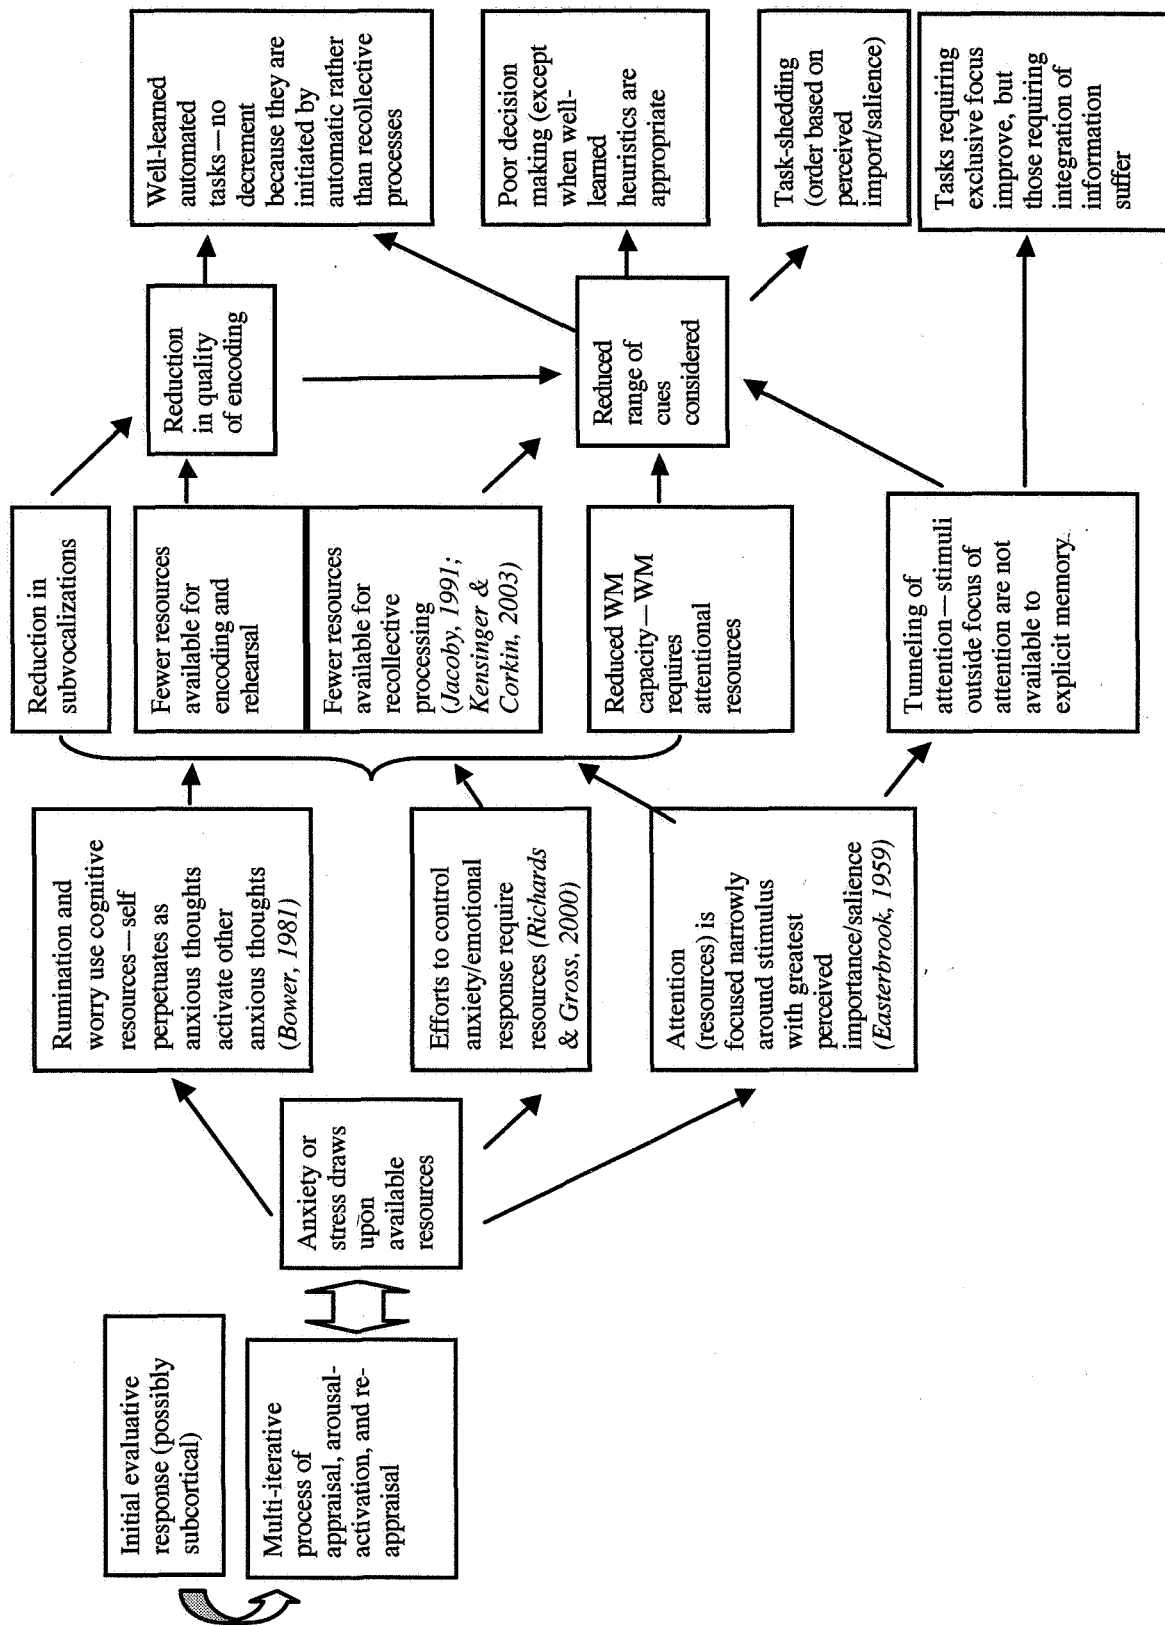 Initial evaluative
response (possibly
subcortical)
Multi-iterative
process of
appraisal, arousal-
activation, and re-
appraisal
Anxiety or
stress draws
upon
available
resources
Rumination and
worry use cognitive
resources—self
perpetuates as
anxious thoughts
activate other
anxious thoughts
(Bower, 1981)
Efforts to control
anxiety/emotional
response require
resources (Richards
& Gross, 2000)
Attention
(resources) is
focused narrowly
around stimulus
with greatest
perceived
importance/salience
(Easterbrook, 1959)
Reduction in
subvocalizations
Fewer resources
available for
encoding and
rehearsal
Fewer resources
available for
recollective
processing
(Jacoby, 1991;
Kensinger &
Corkin, 2003)
Reduced WM
capacity—WM
requires
attentional
resources
Tunneling of
attention—stimuli
outside focus of
attention are not
available to
explicit memory.
Reduction
in quality
of encoding
Reduced
range of
cues
considered
Well-learned
automated
tasks—no
decrement
because they are
initiated by
automatic rather
than recollective
processes
Poor decision
making (except
when well-
learned
heuristics are
appropriate
Task-shedding
(order based on
perceived
import/salience)
Tasks requiring
exclusive focus
improve, but
those requiring
integration of
information
suffer